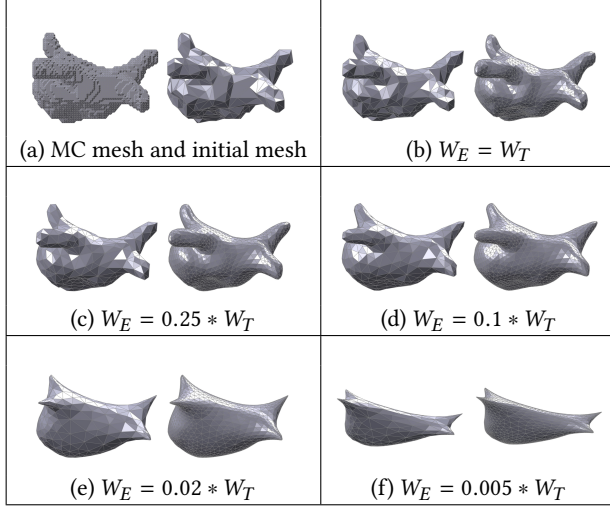 (a) MC mesh and initial mesh
(b) W_E = W_T
(c) W_E = 0.25 * W_T
(d) W_E = 0.1 * W_T
(e) W_E = 0.02 * W_T
(f) W_E = 0.005 * W_T